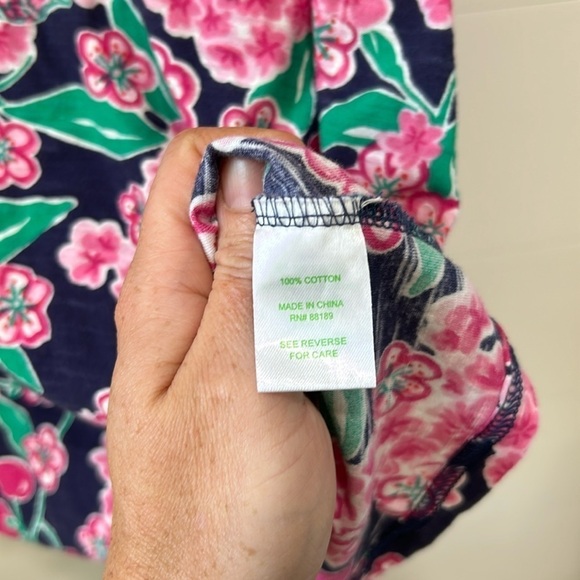 100% COTTON
MADE IN CHINA
RN# 88189
SEE REVERSE
FOR CARE